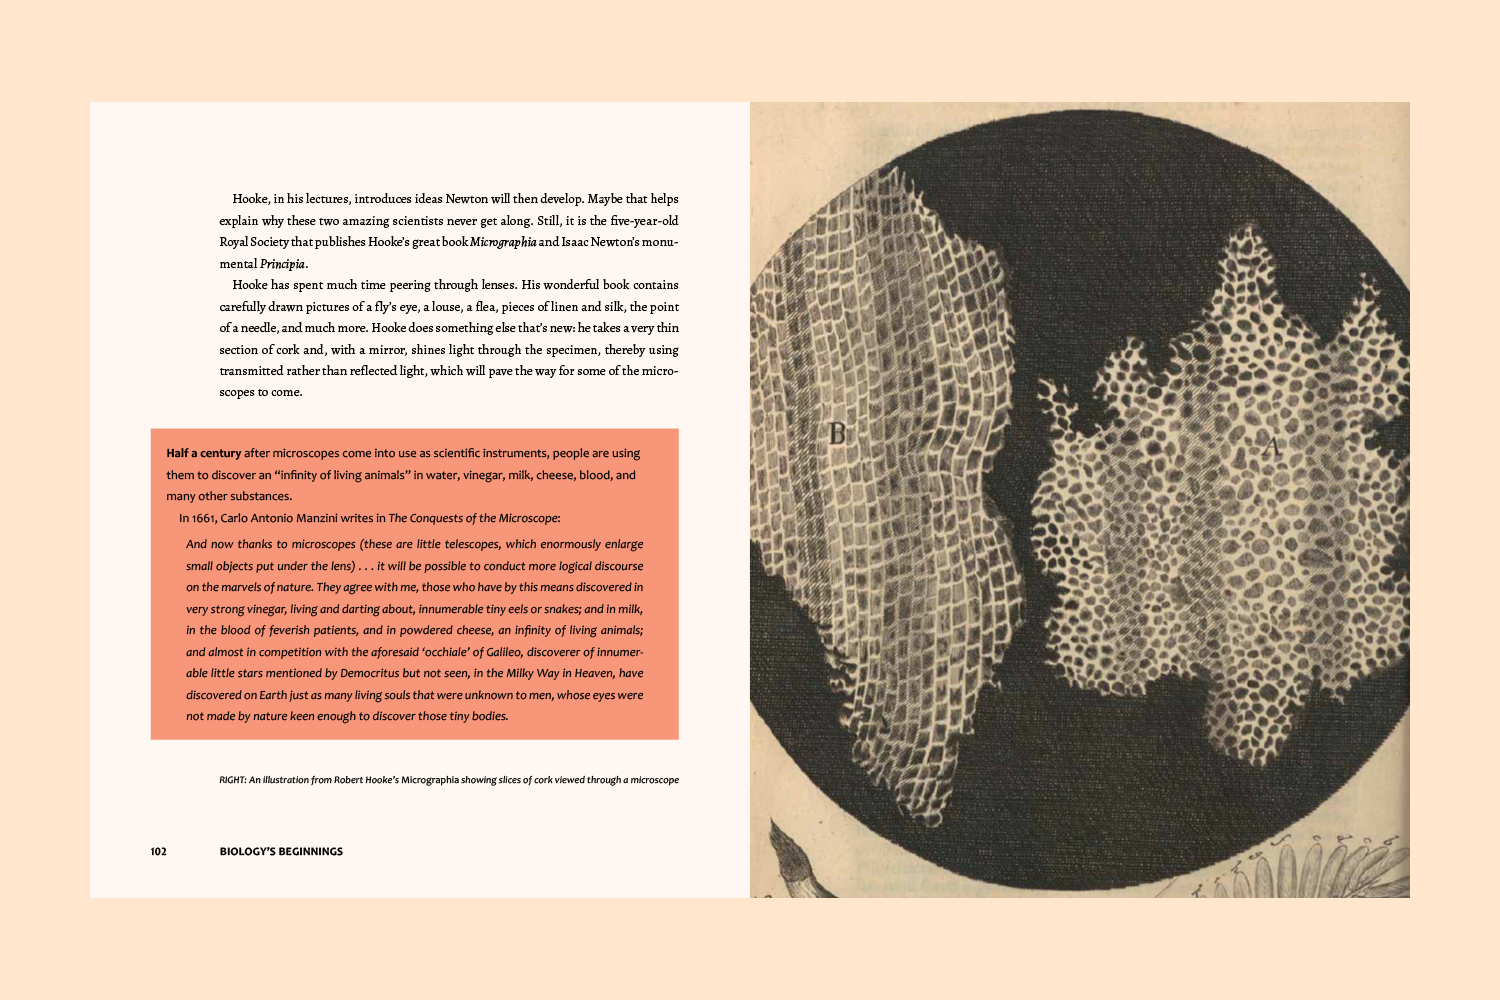 Hooke, in his lectures, introduces ideas Newton will then develop. Maybe that helps
explain why these two amazing scientists never get along. Still, it is the five-year-old
Royal Society that publishes Hooke’s great book Micrographia and Isaac Newton’s monu-
mental Principia.
Hooke has spent much time peering through lenses. His wonderful book contains
carefully drawn pictures of a fly’s eye, a louse, a flea, pieces of linen and silk, the point
of a needle, and much more. Hooke does something else that’s new: he takes a very thin
section of cork and, with a mirror, shines light through the specimen, thereby using
transmitted rather than reflected light, which will pave the way for some of the micro-
scopes to come.
Half a century after microscopes come into use as scientific instruments, people are using
them to discover an “infinity of living animals” in water, vinegar, milk, cheese, blood, and
many other substances.
In 1661, Carlo Antonio Manzini writes in The Conquests of the Microscope:
And now thanks to microscopes (these are little telescopes, which enormously enlarge
small objects put under the lens) . . . it will be possible to conduct more logical discourse
on the marvels of nature. They agree with me, those who have by this means discovered in
very strong vinegar, living and darting about, innumerable tiny eels or snakes; and in milk,
in the blood of feverish patients, and in powdered cheese, an infinity of living animals;
and almost in competition with the aforesaid ‘occhiale’ of Galileo, discoverer of innumer-
able little stars mentioned by Democritus but not seen, in the Milky Way in Heaven, have
discovered on Earth just as many living souls that were unknown to men, whose eyes were
not made by nature keen enough to discover those tiny bodies.
RIGHT: An illustration from Robert Hooke’s Micrographia showing slices of cork viewed through a microscope
102 BIOLOGY’S BEGINNINGS
B
A